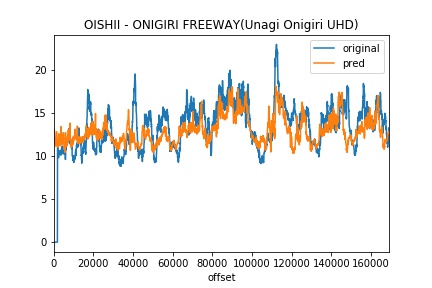 OISHII - ONIGIRI FREEWAY(Unagi Onigiri UHD)
original
pred
20
15
10
5
0
0 20000 40000 60000 80000 100000 120000 140000 160000
offset